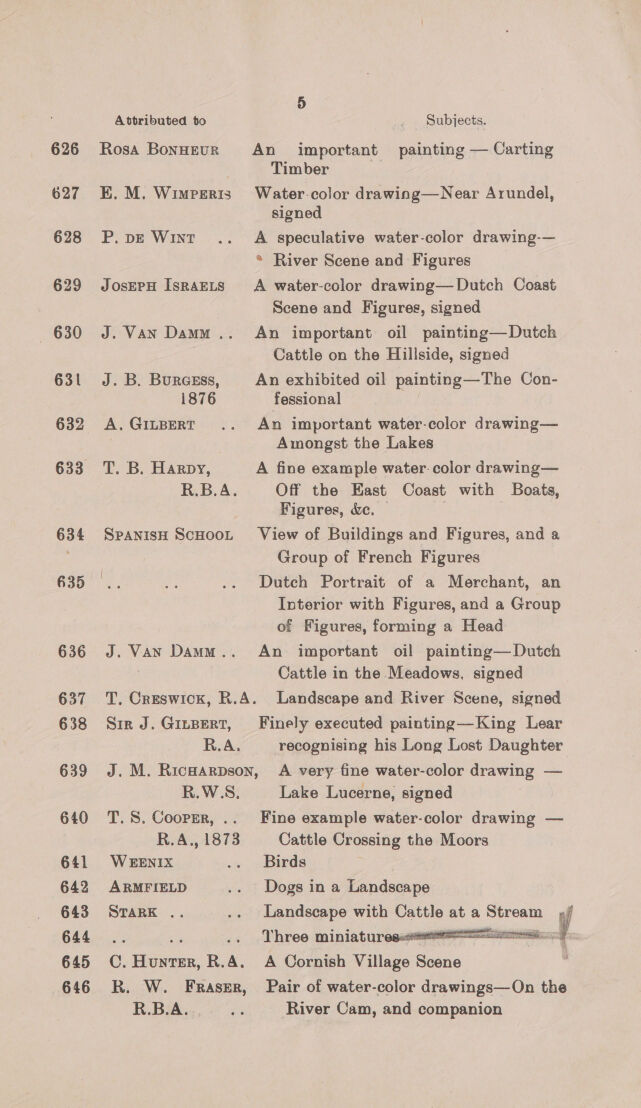 5
Attributed to Subjects.
626 Rosa Bonheur An important painting — Carting
Timber
627 E. M. Wimperis Water-color drawing—Near Arundel,
signed
628 P. de Wint .. A speculative water-color drawing—
River Scene and Figures
629 Joseph Israels A water-color drawing—Dutch Coast
Scene and Figures, signed
630 J. Van Damm .. An important oil painting—Dutch
Cattle on the Hillside, signed
631 J. B. Burgess, An exhibited oil painting—The Con-
1876 fessional
632 A. Gilbert .. An important water-color drawing—
Amongst the Lakes
633 T. B. Hardy, A fine example water-color drawing—
R.B.A. Off the East Coast with Boats,
Figures, &c.
634 Spanish School View of Buildings and Figures, and a
Group of French Figures
635 .. .. .. Dutch Portrait of a Merchant, an
Interior with Figures, and a Group
of Figures, forming a Head
636 J. Van Damm .. An important oil painting—Dutch
Cattle in the Meadows, signed
637 T. Creswick, R.A. Landscape and River Scene, signed
638 Sir J. Gilbert, Finely executed painting—King Lear
R.A. recognising his Long Lost Daughter
639 J. M. Richardson, A very fine water-color drawing —
R.W.S. Lake Lucerne, signed
640 T. S. Cooper, .. Fine example water-color drawing —
R.A., 1873 Cattle Crossing the Moors
641 Weenix .. Birds
642 Armfield .. Dogs in a Landscape
643 Stark .. .. Landscape with Cattle at a Stream
644 .. .. .. Three miniatures
645 C. Hunter, R.A. A Cornish Village Scene
646 R. W. Fraser, Pair of water-color drawings—On the
R.B.A. .. River Cam, and companion